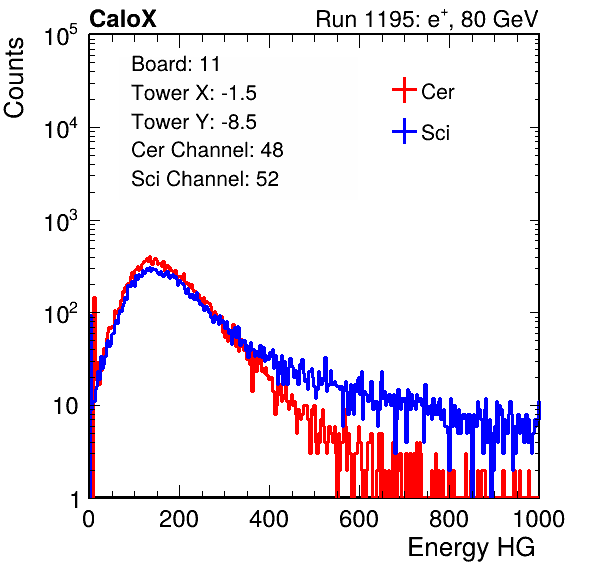 CaloX Run 1195: e⁺, 80 GeV
Counts
Board: 11
Tower X: -1.5
Tower Y: -8.5
Cer Channel: 48
Sci Channel: 52
Cer
Sci
10⁵
10⁴
10³
10²
10
1
0 200 400 600 800 1000
Energy HG